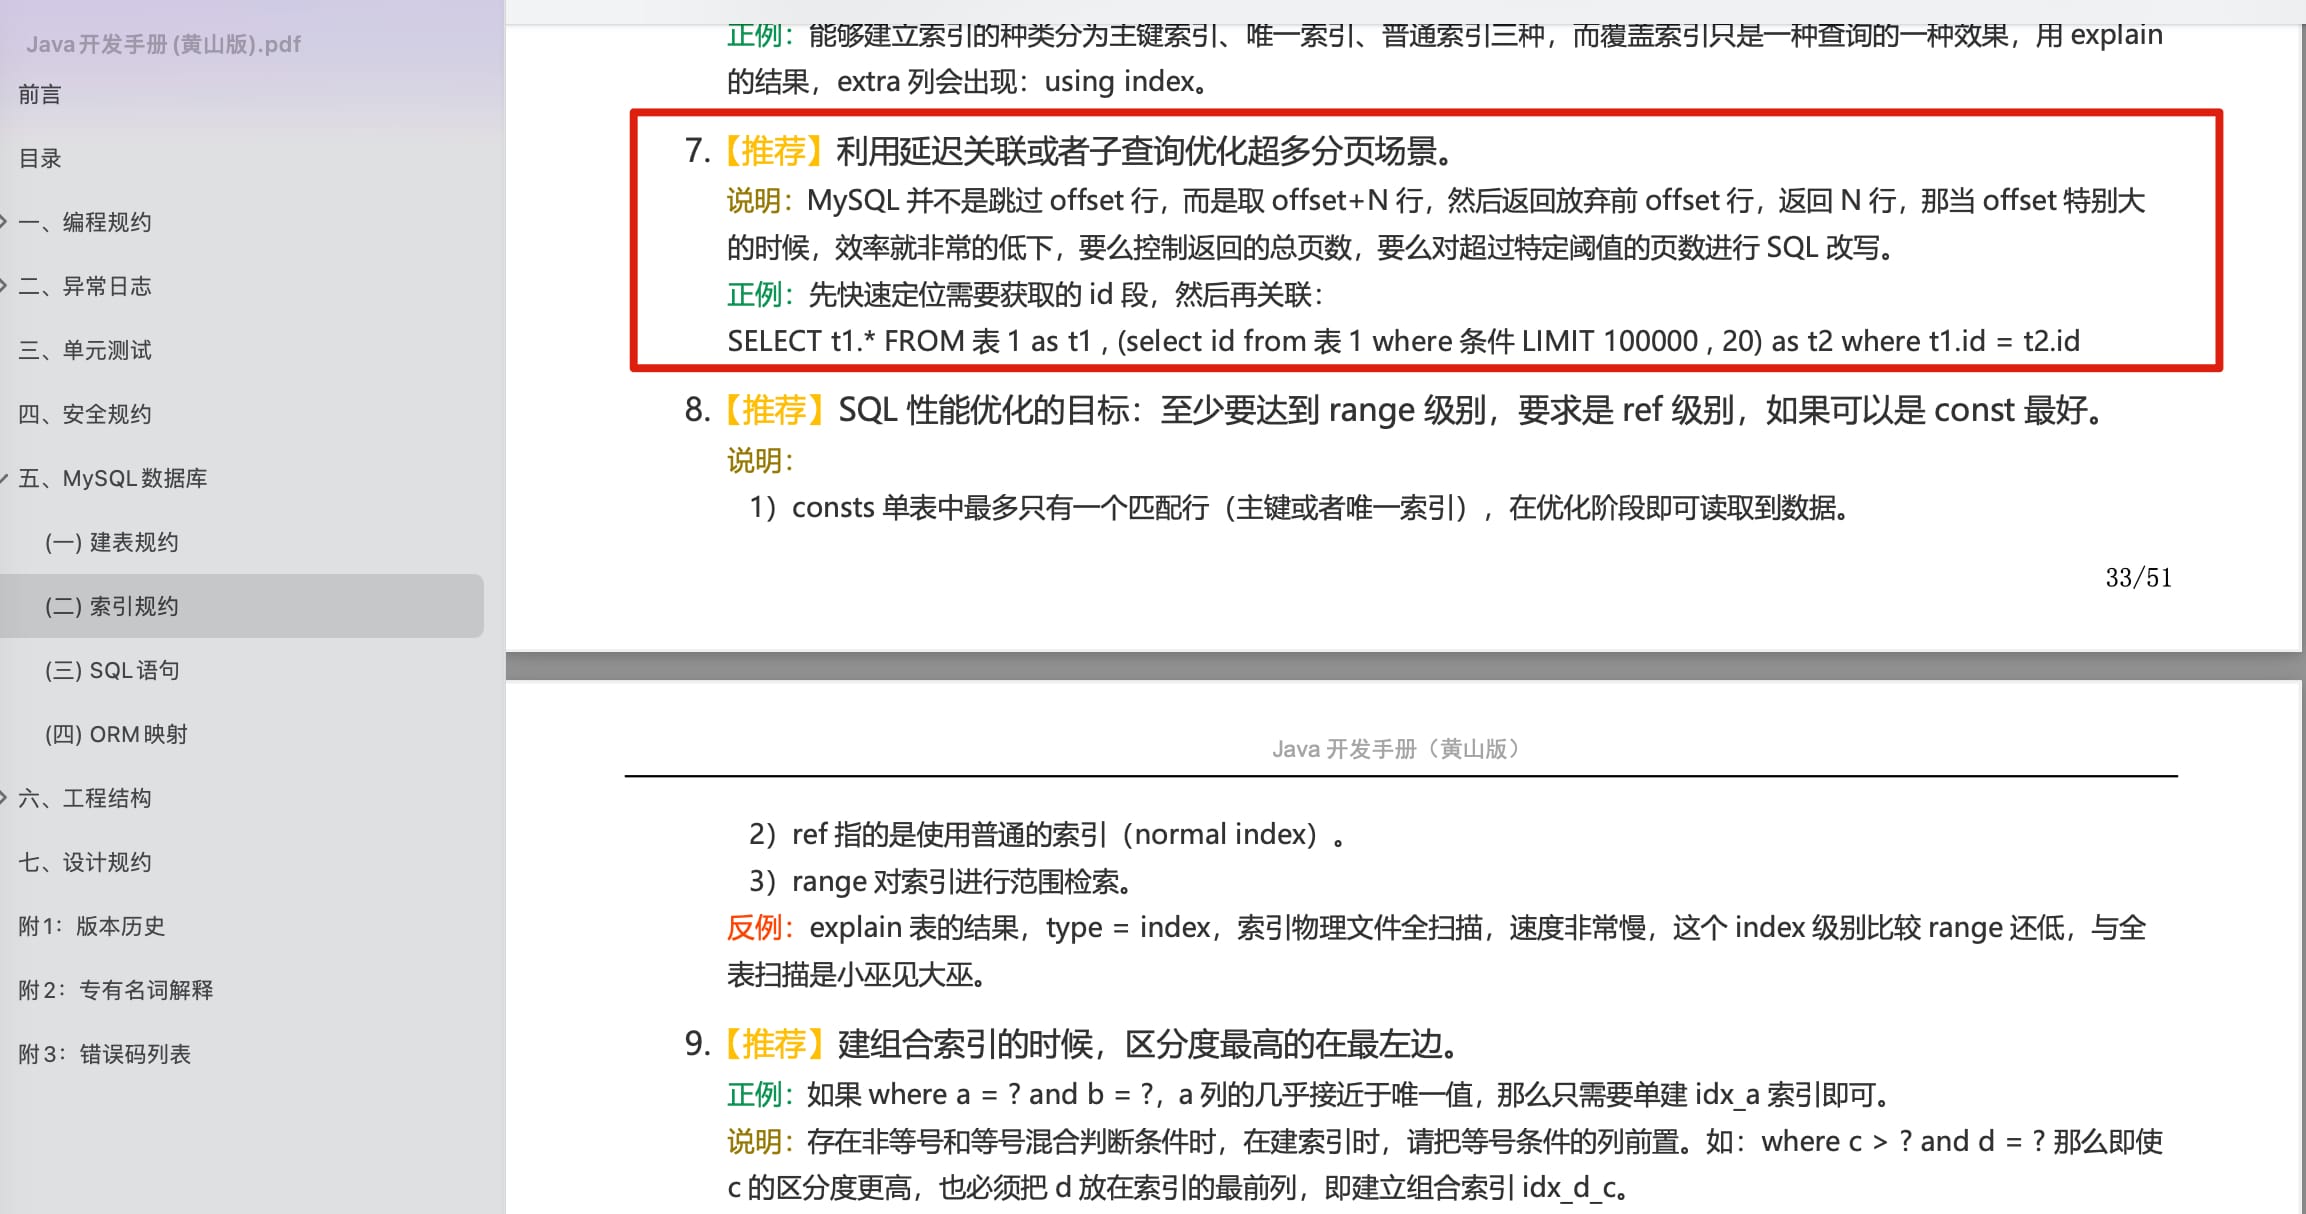 Java开发手册(黄山版).pdf
前言
目录
一、编程规约
二、异常日志
三、单元测试
四、安全规约
五、MySQL数据库
(一) 建表规约
(二) 索引规约
(三) SQL语句
(四) ORM映射
六、工程结构
七、设计规约
附1：版本历史
附2：专有名词解释
附3：错误码列表
正例：能够建立索引的种类分为主键索引、唯一索引、普通索引三种，而覆盖索引只是一种查询的一种效果，用 explain
的结果，extra 列会出现：using index。
7.【推荐】利用延迟关联或者子查询优化超多分页场景。
说明：MySQL 并不是跳过 offset 行，而是取 offset+N 行，然后返回放弃前 offset 行，返回 N 行，那当 offset 特别大
的时候，效率就非常的低下，要么控制返回的总页数，要么对超过特定阈值的页数进行 SQL 改写。
正例：先快速定位需要获取的 id 段，然后再关联：
SELECT t1.* FROM 表 1 as t1 , (select id from 表 1 where 条件 LIMIT 100000 , 20) as t2 where t1.id = t2.id
8.【推荐】SQL 性能优化的目标：至少要达到 range 级别，要求是 ref 级别，如果可以是 const 最好。
说明：
1）consts 单表中最多只有一个匹配行（主键或者唯一索引），在优化阶段即可读取到数据。
33/51
Java 开发手册（黄山版）
2）ref 指的是使用普通的索引（normal index）。
3）range 对索引进行范围检索。
反例：explain 表的结果，type = index，索引物理文件全扫描，速度非常慢，这个 index 级别比较 range 还低，与全
表扫描是小巫见大巫。
9.【推荐】建组合索引的时候，区分度最高的在最左边。
正例：如果 where a = ? and b = ?，a 列的几乎接近于唯一值，那么只需要单建 idx_a 索引即可。
说明：存在非等号和等号混合判断条件时，在建索引时，请把等号条件的列前置。如：where c > ? and d = ? 那么即使
c 的区分度更高，也必须把 d 放在索引的最前列，即建立组合索引 idx_d_c。